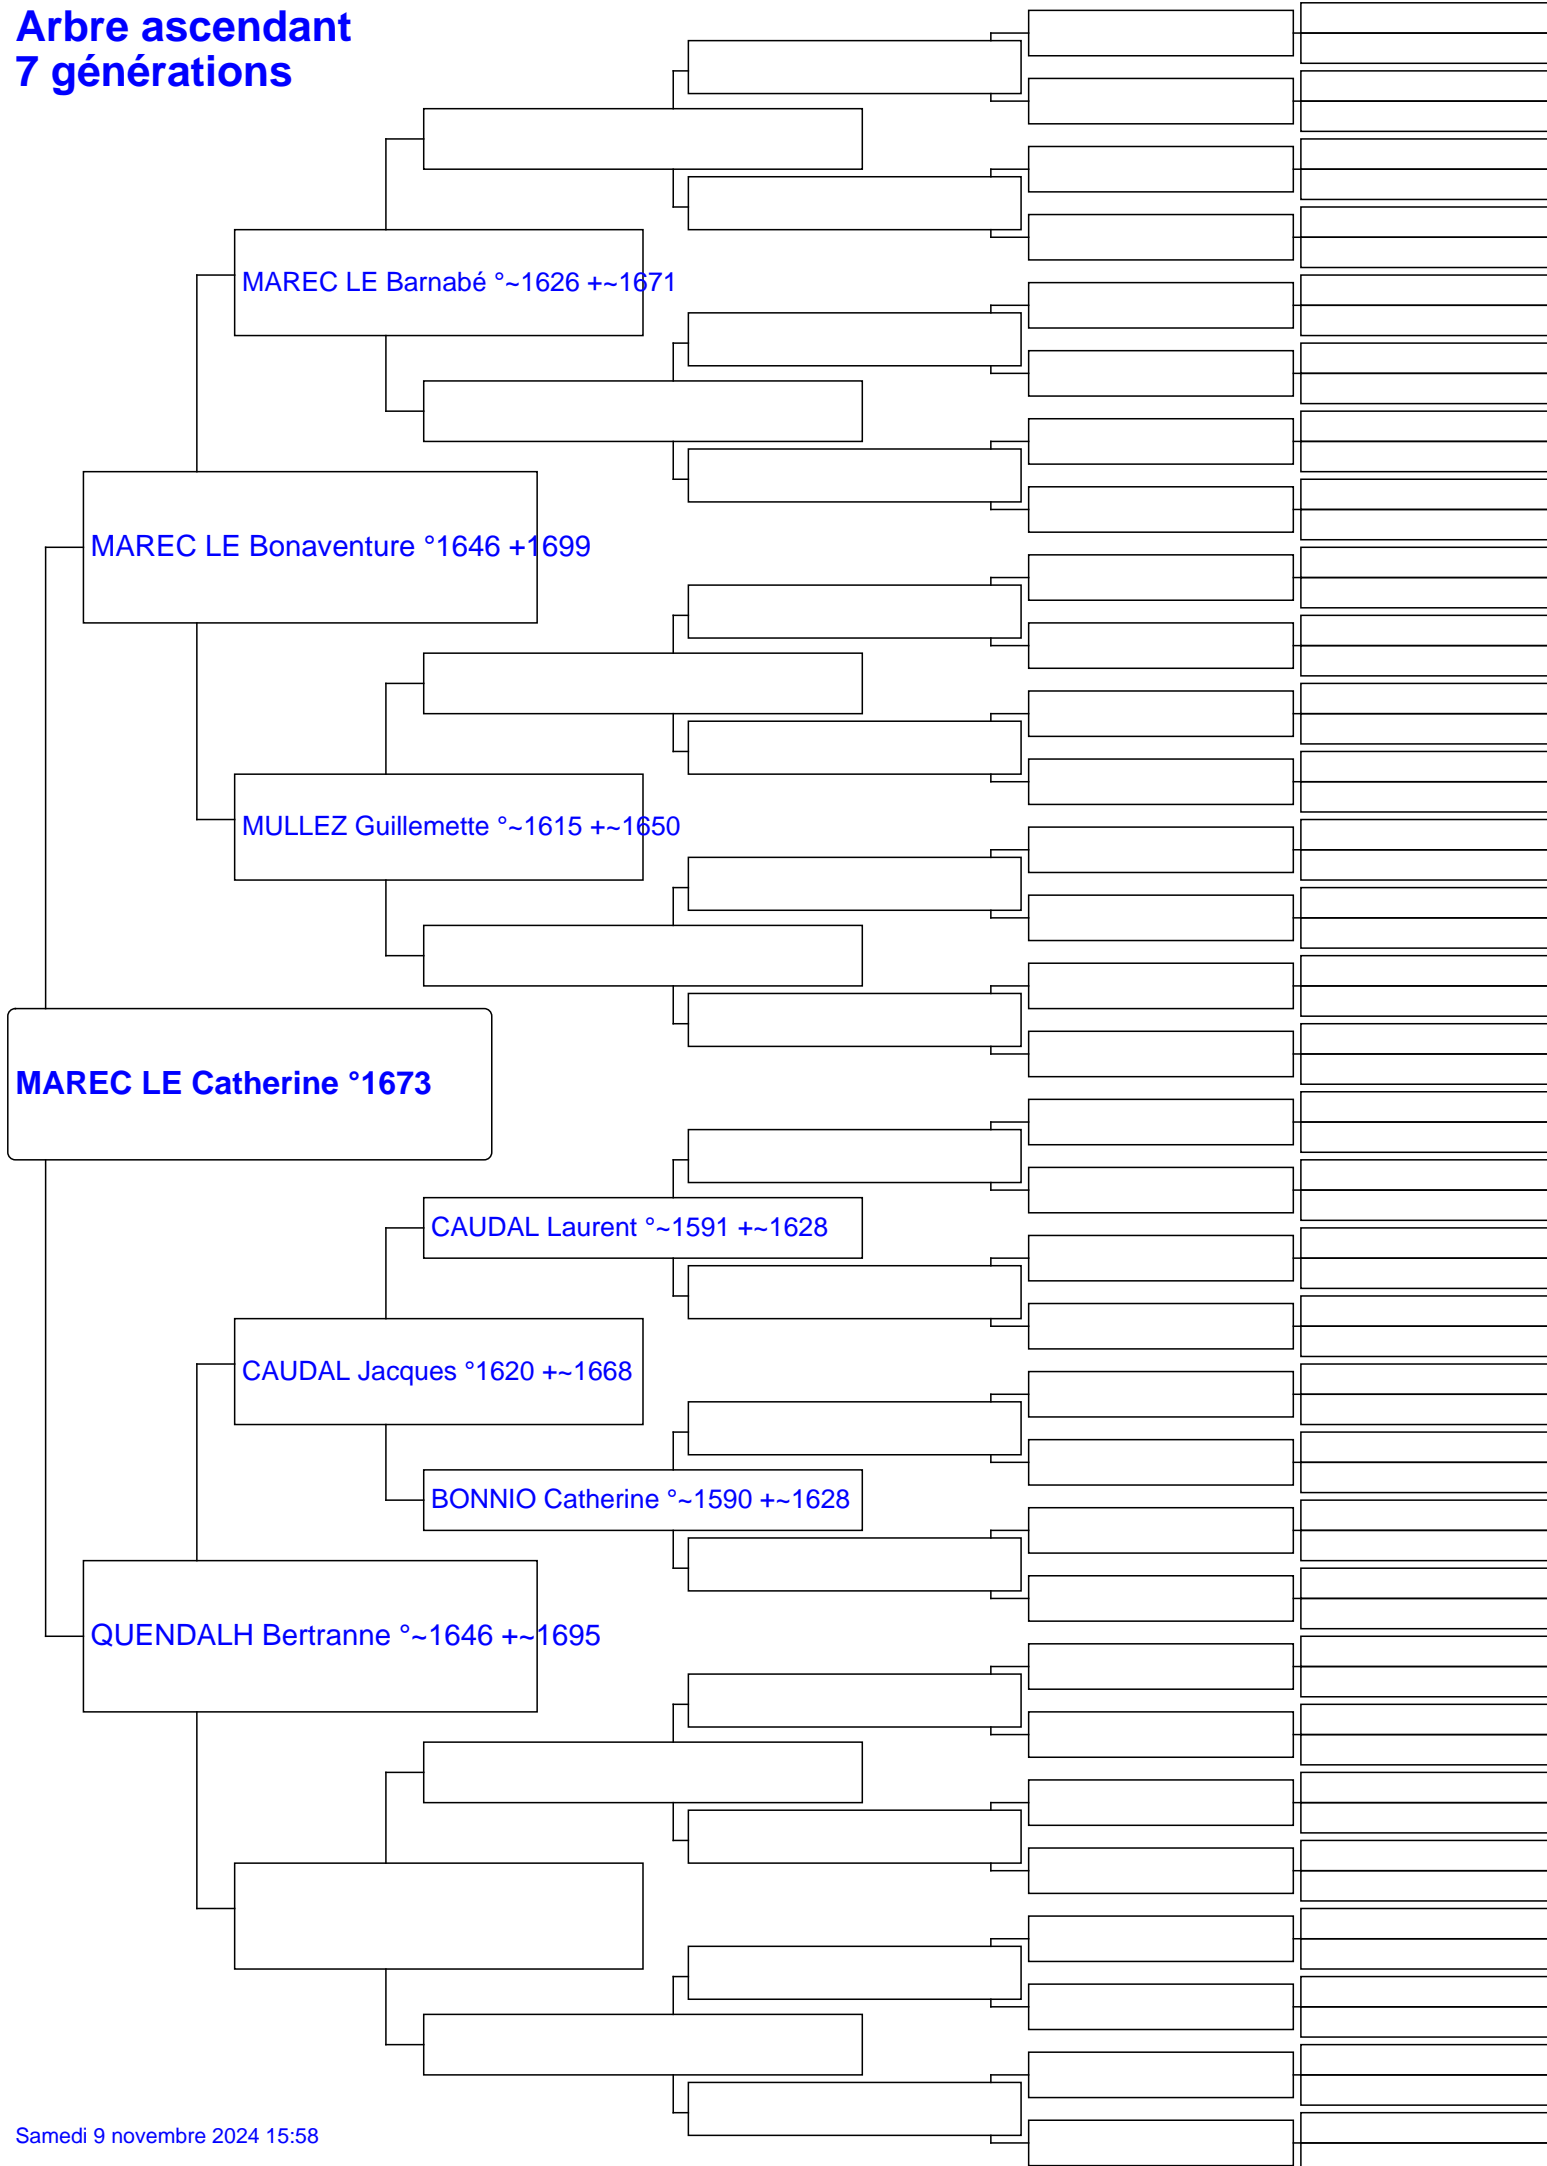 Arbre ascendant
7 générations
MAREC LE Barnabé °~1626 +~1671
MAREC LE Bonaventure °1646 +1699
MULLEZ Guillemette °~1615 +~1650
MAREC LE Catherine °1673
CAUDAL Laurent °~1591 +~1628
CAUDAL Jacques °1620 +~1668
BONNIO Catherine °~1590 +~1628
QUENDALH Bertranne °~1646 +~1695
Samedi 9 novembre 2024 15:58